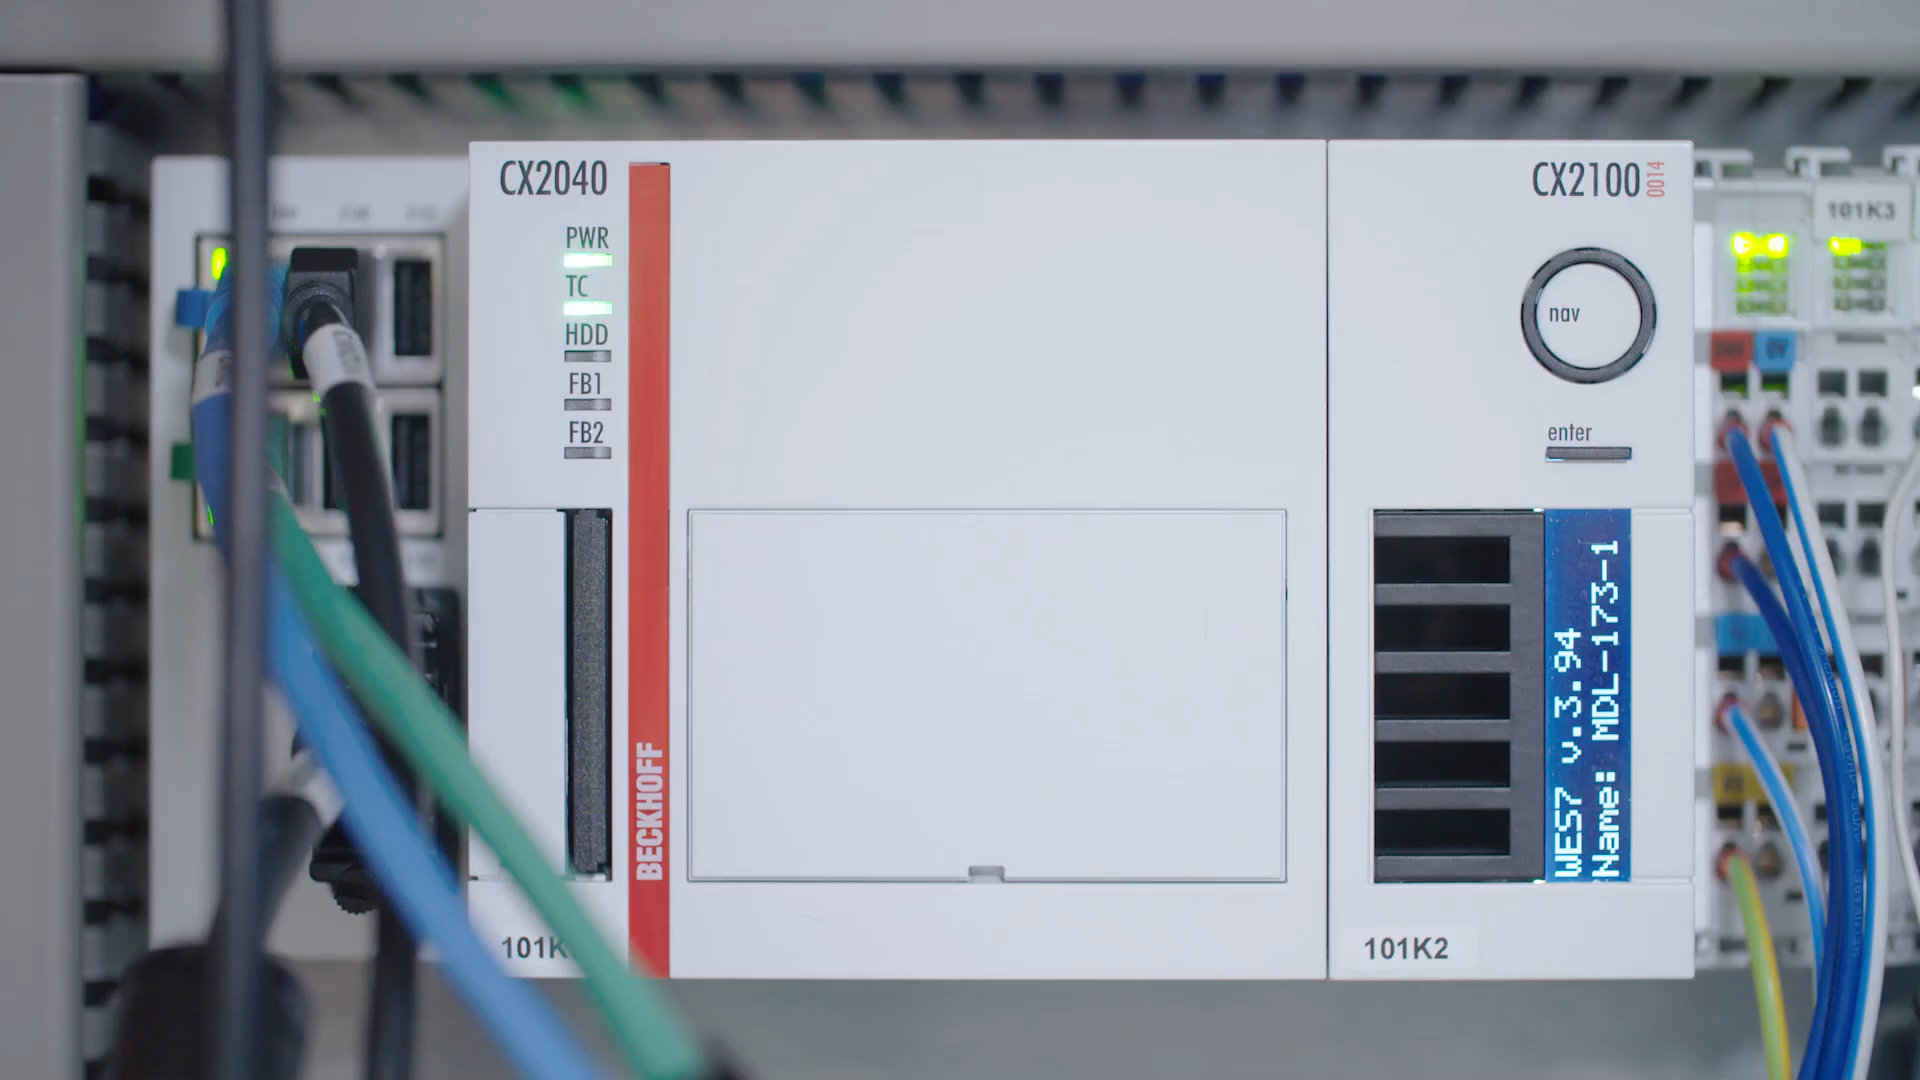 CX2040
PWR
TC
HDD
FB1
FB2
BECKHOFF
101K
CX2100
0014
nav
enter
WES7 v.3.94
Name: MDL-173-1
101K2
101K3